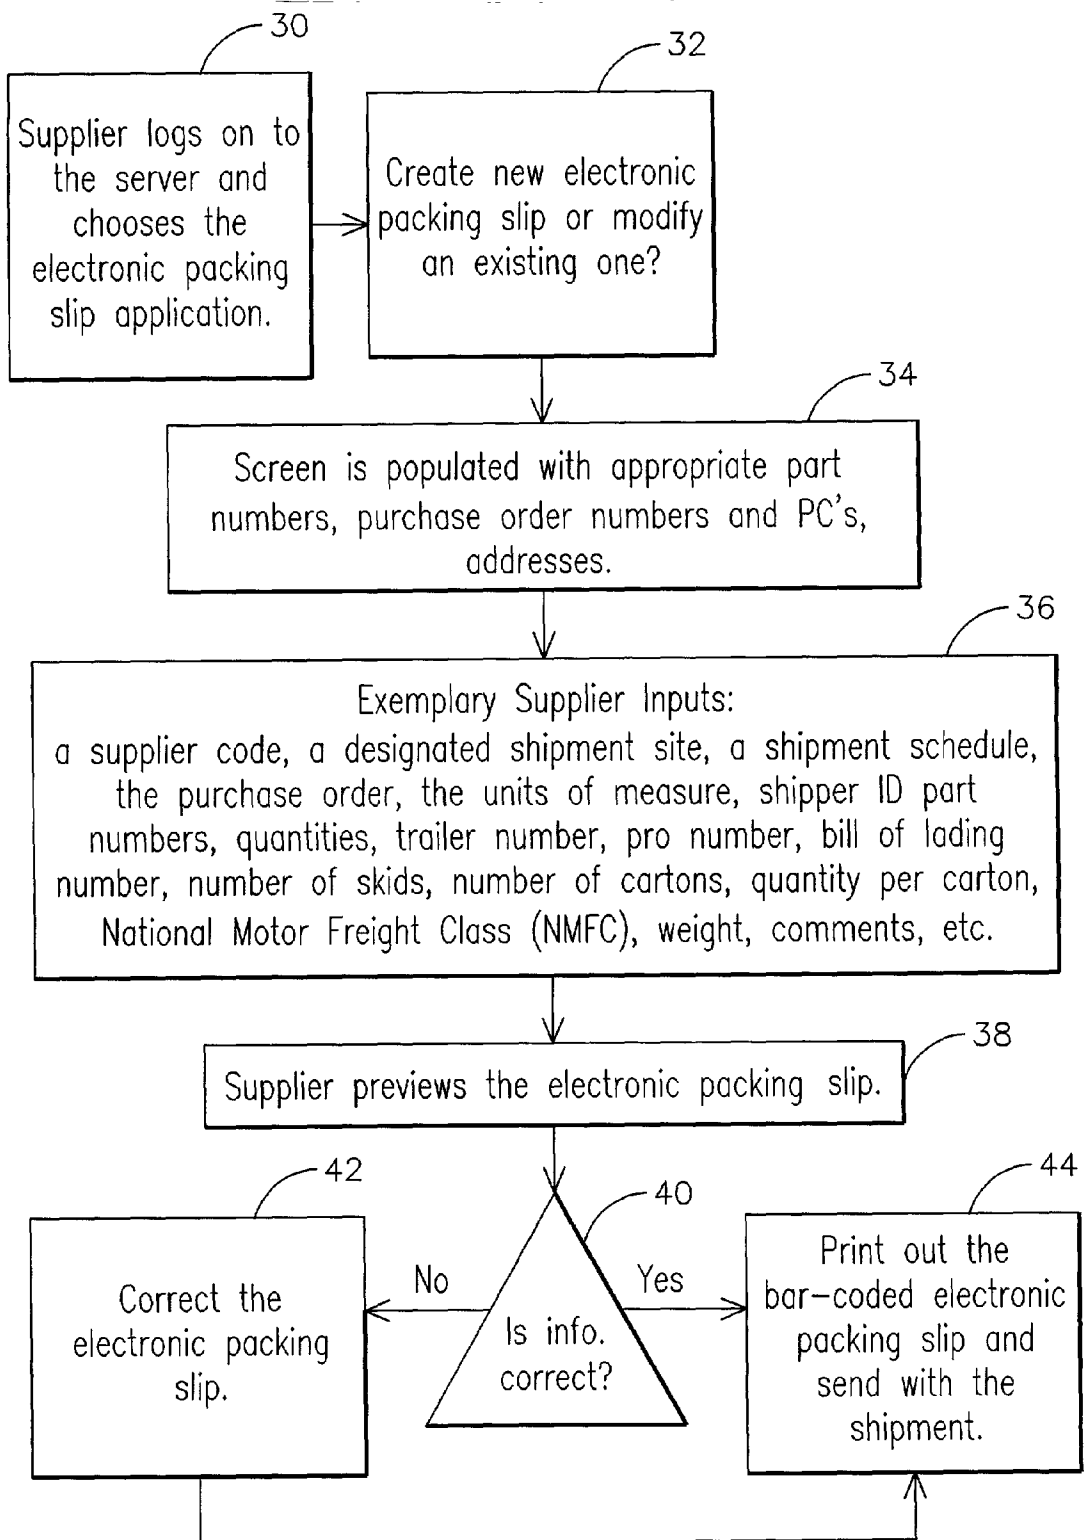 30
Supplier logs on to
the server and
chooses the
electronic packing
slip application.
32
Create new electronic
packing slip or modify
an existing one?
34
Screen is populated with appropriate part
numbers, purchase order numbers and PC's,
addresses.
36
Exemplary Supplier Inputs:
a supplier code, a designated shipment site, a shipment schedule,
the purchase order, the units of measure, shipper ID part
numbers, quantities, trailer number, pro number, bill of lading
number, number of skids, number of cartons, quantity per carton,
National Motor Freight Class (NMFC), weight, comments, etc.
38
Supplier previews the electronic packing slip.
40
Is info.
correct?
No
Yes
42
Correct the
electronic packing
slip.
44
Print out the
bar-coded electronic
packing slip and
send with the
shipment.